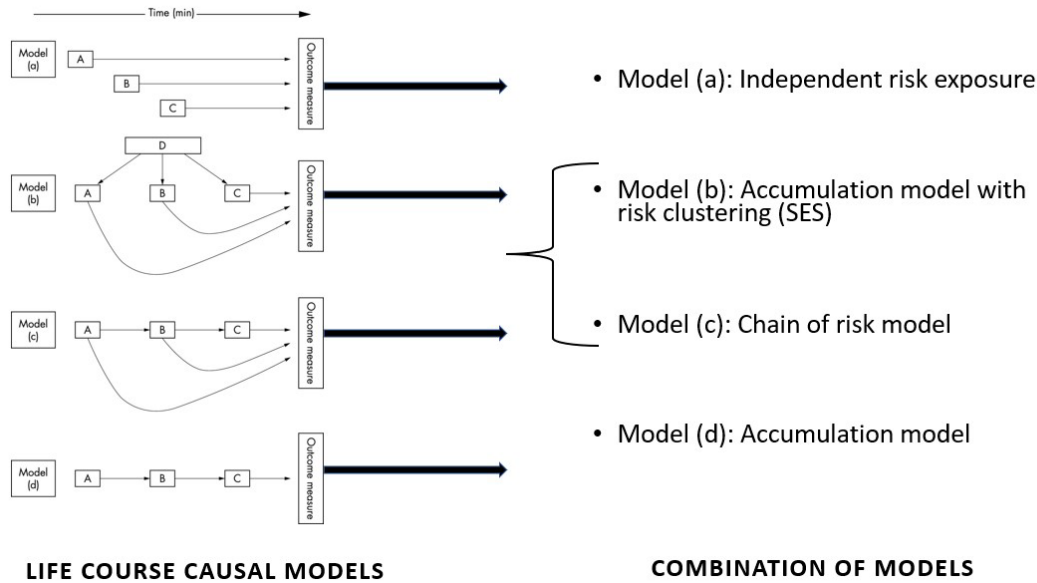 Time (min)
Model
(a)
A
B
C
Outcome measure
• Model (a): Independent risk exposure
D
Model
(b)
A
B
C
Outcome measure
• Model (b): Accumulation model with
risk clustering (SES)
Model
(c)
A
B
C
Outcome measure
• Model (c): Chain of risk model
Model
(d)
A
B
C
Outcome measure
• Model (d): Accumulation model
LIFE COURSE CAUSAL MODELS
COMBINATION OF MODELS